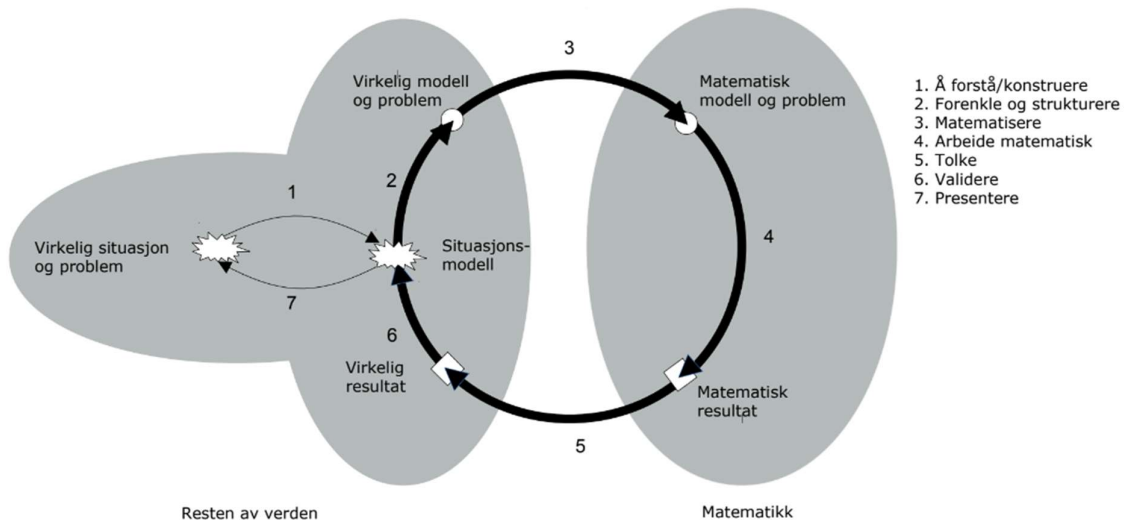 3
Virkelig modell
og problem
Matematisk
modell og problem
1. Å forstå/konstruere
2. Forenkle og strukturere
3. Matematisere
4. Arbeide matematisk
5. Tolke
6. Validere
7. Presentere
1
2
Virkelig situasjon
og problem
Situasjons-
modell
4
7
6
Virkelig
resultat
Matematisk
resultat
5
Resten av verden
Matematikk